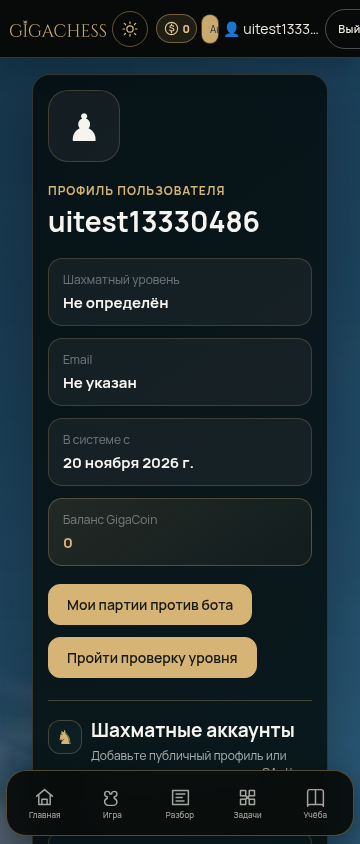 GIGACHESS
0
uitest1333...
ПРОФИЛЬ ПОЛЬЗОВАТЕЛЯ
uitest13330486
Шахматный уровень
Не определён
Email
Не указан
В системе с
20 ноября 2026 г.
Баланс GigaCoin
0
Мои партии против бота
Пройти проверку уровня
Шахматные аккаунты
Добавьте публичный профиль или
Главная
Игра
Разбор
Задачи
Учёба